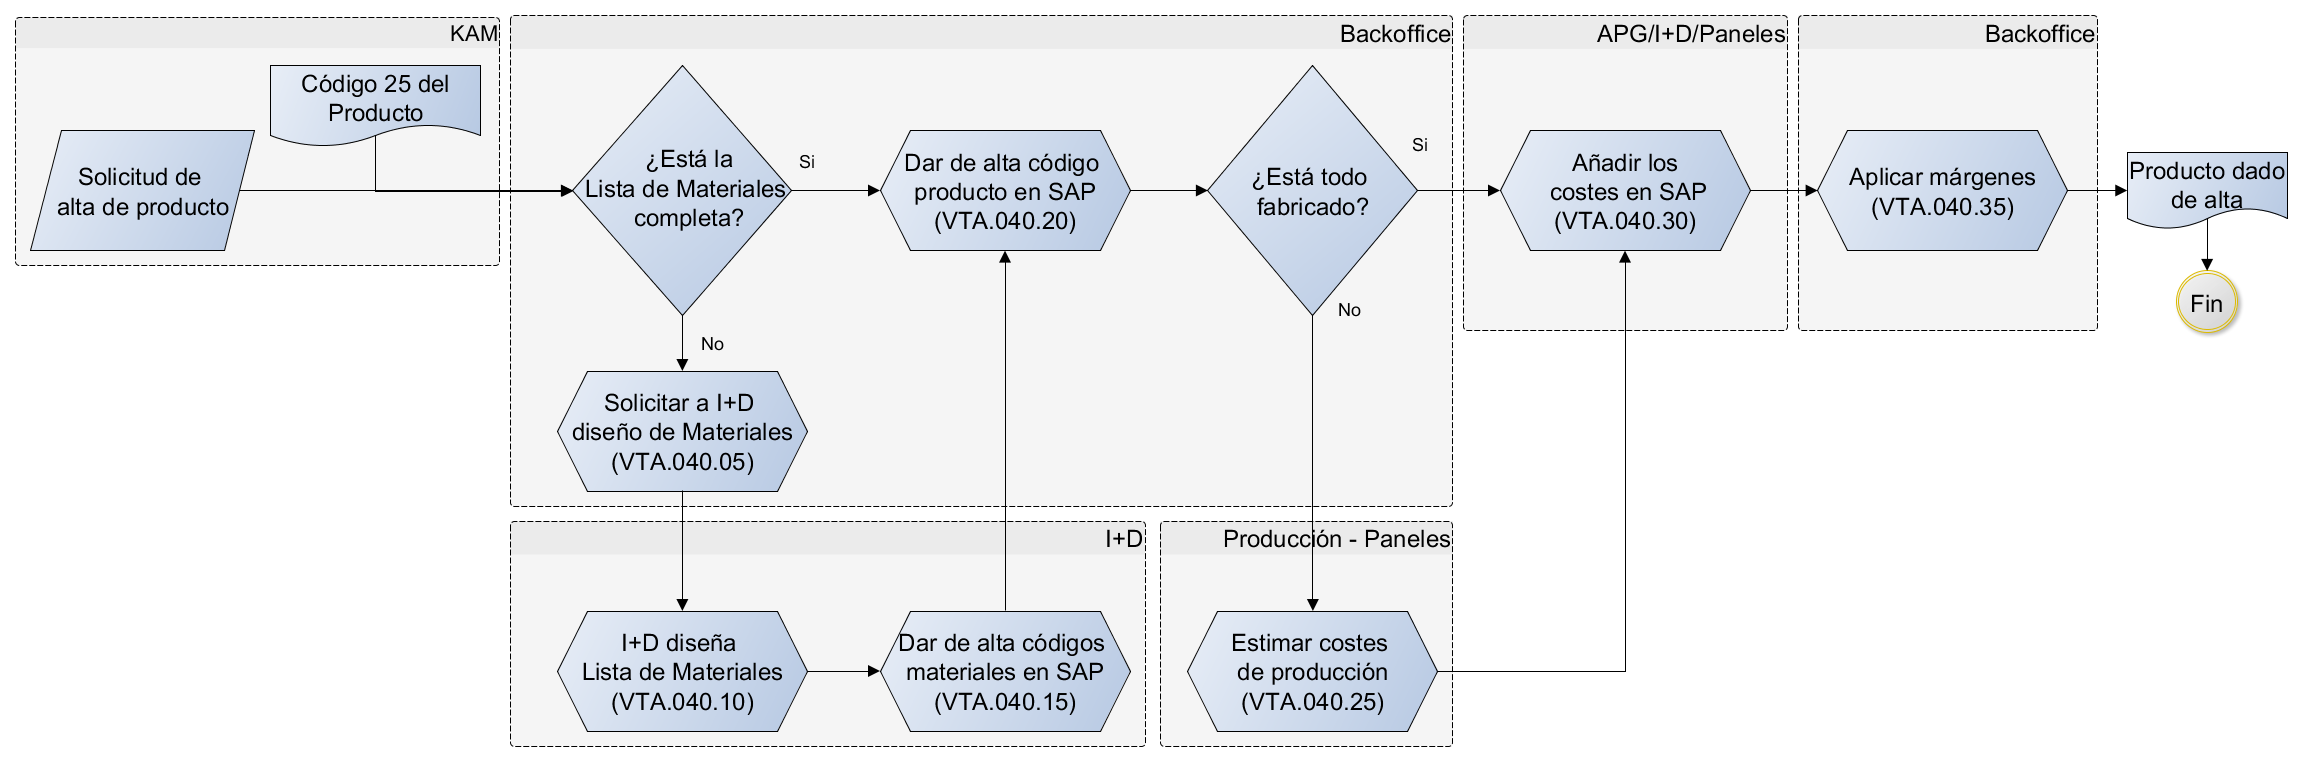 KAM
Código 25 del
Producto
Solicitud de
alta de producto
Backoffice
¿Está la
Lista de Materiales
completa?
Si
No
Dar de alta código
producto en SAP
(VTA.040.20)
¿Está todo
fabricado?
Si
No
Solicitar a I+D
diseño de Materiales
(VTA.040.05)
I+D
I+D diseña
Lista de Materiales
(VTA.040.10)
Dar de alta códigos
materiales en SAP
(VTA.040.15)
Producción - Paneles
Estimar costes
de producción
(VTA.040.25)
APG/I+D/Paneles
Añadir los
costes en SAP
(VTA.040.30)
Backoffice
Aplicar márgenes
(VTA.040.35)
Producto dado
de alta
Fin